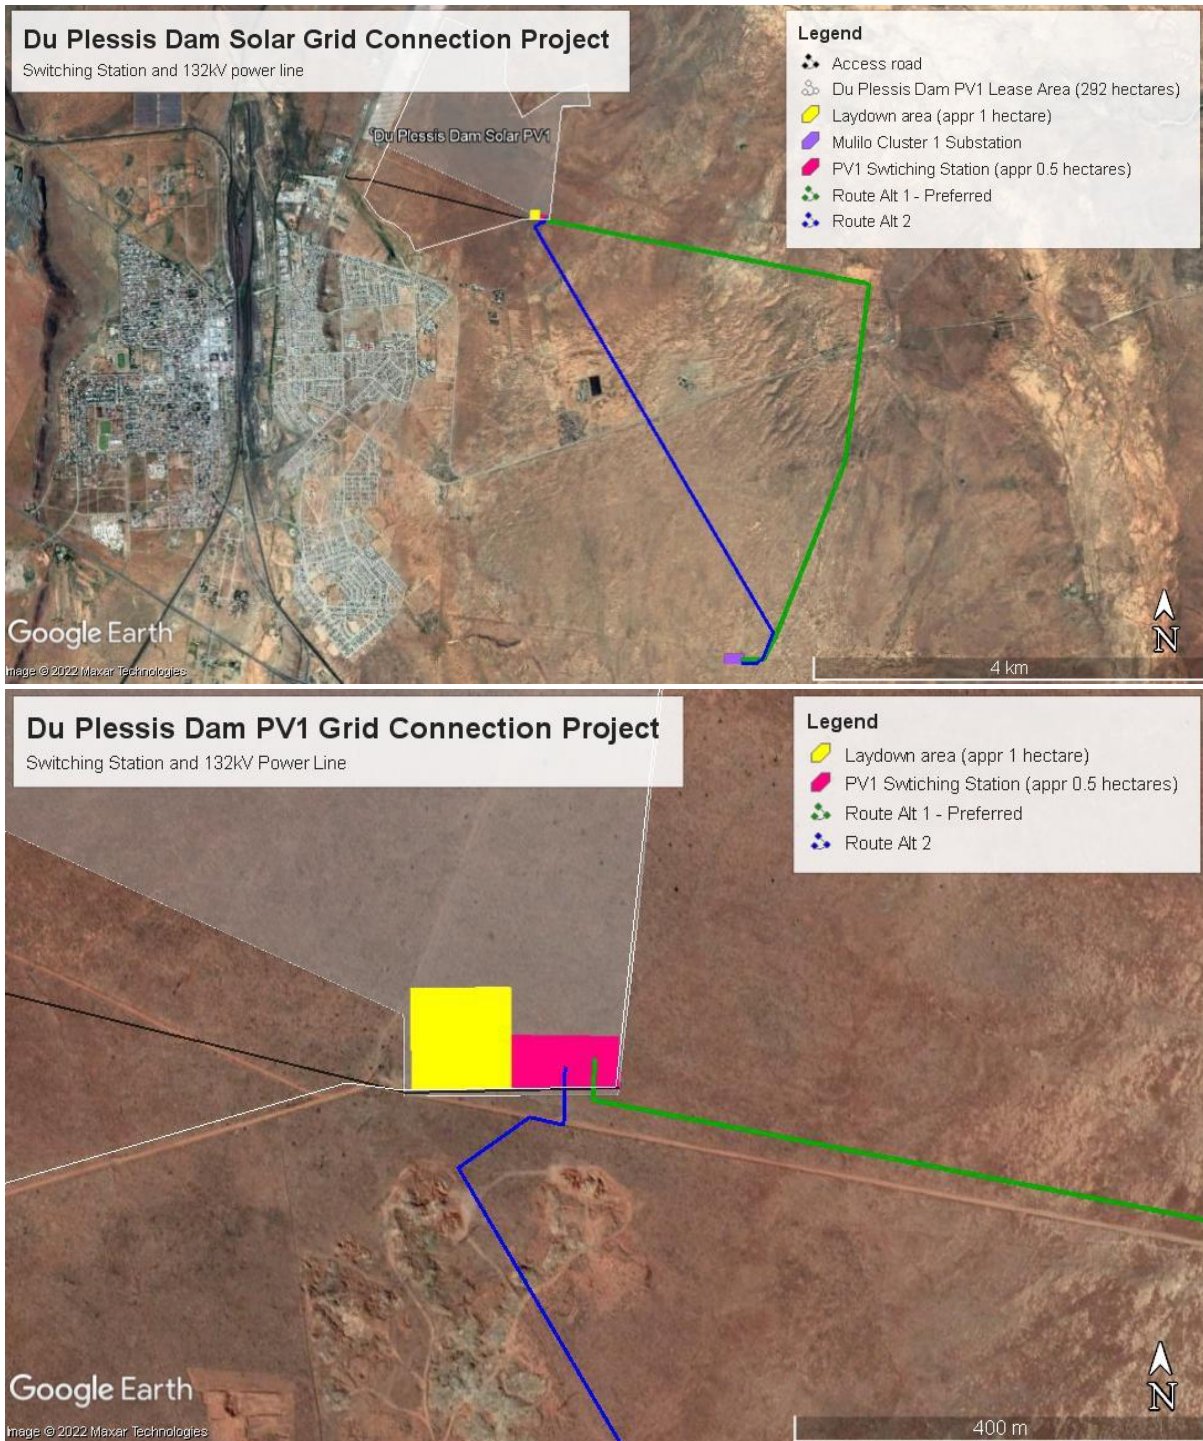 Du Plessis Dam Solar Grid Connection Project
Switching Station and 132kV power line
Legend
Access road
Du Plessis Dam PV1 Lease Area (292 hectares)
Laydown area (appr 1 hectare)
Mulilo Cluster 1 Substation
PV1 Swtiching Station (appr 0.5 hectares)
Route Alt 1 - Preferred
Route Alt 2
Du Plessis Dam Solar PV1
Google Earth
Image © 2022 Maxar Technologies
4 km
N
Du Plessis Dam PV1 Grid Connection Project
Switching Station and 132kV Power Line
Legend
Laydown area (appr 1 hectare)
PV1 Swtiching Station (appr 0.5 hectares)
Route Alt 1 - Preferred
Route Alt 2
Google Earth
Image © 2022 Maxar Technologies
400 m
N